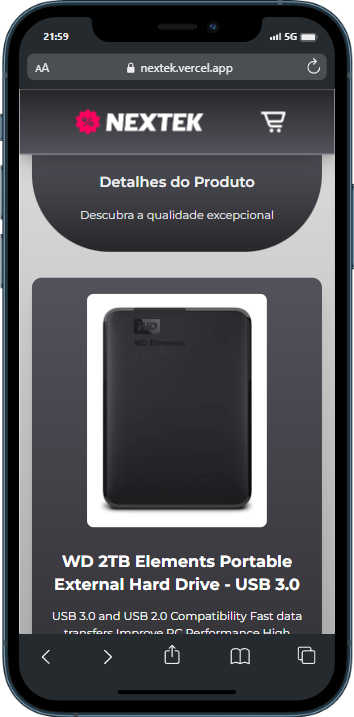 21:59
5G
AA
nextek.vercel.app
% NEXTEK
Detalhes do Produto
Descubra a qualidade excepcional
WD
WD Elements
WD 2TB Elements Portable
External Hard Drive - USB 3.0
USB 3.0 and USB 2.0 Compatibility Fast data
transfers Improve PC Performance High